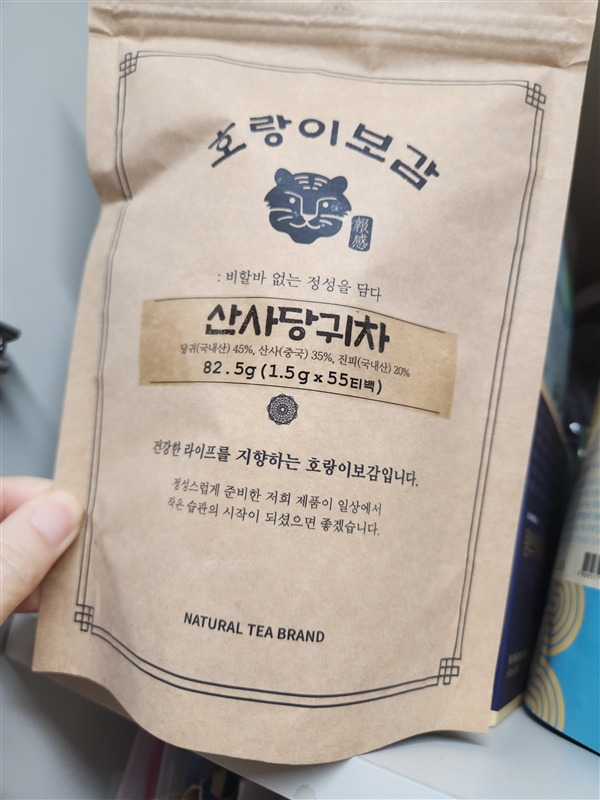 호랑이보감
報感
: 비할바 없는 정성을 담다
산사당귀차
당귀(국내산) 45%, 산사(중국) 35%, 진피(국내산) 20%
82.5g(1.5g x 55티백)
건강한 라이프를 지향하는 호랑이보감입니다.
정성스럽게 준비한 저희 제품이 일상에서
작은 습관의 시작이 되셨으면 좋겠습니다.
NATURAL TEA BRAND